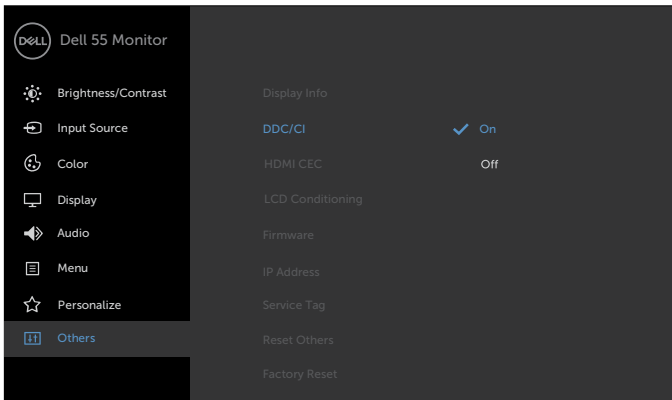 DELL Dell 55 Monitor
Brightness/Contrast
Display Info
Input Source
DDC/CI
On
Color
HDMI CEC
Off
Display
LCD Conditioning
Audio
Firmware
Menu
IP Address
Personalize
Service Tag
Others
Reset Others
Factory Reset